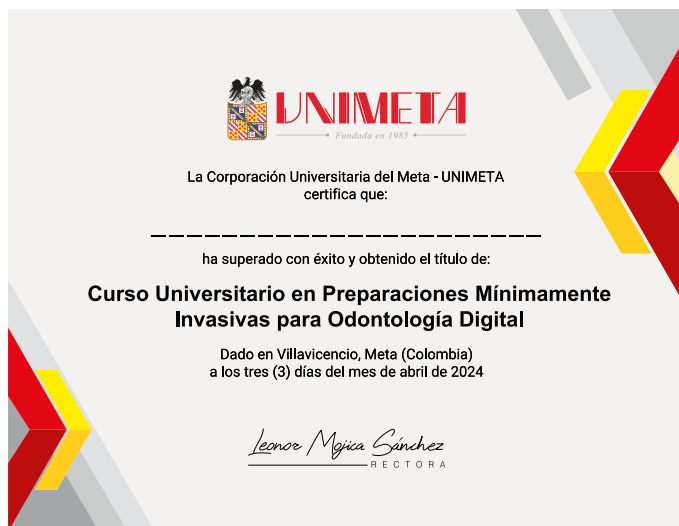 UNIMETA
Fundada en 1985
La Corporación Universitaria del Meta - UNIMETA
certifica que:
ha superado con éxito y obtenido el título de:
Curso Universitario en Preparaciones Mínimamente
Invasivas para Odontología Digital
Dado en Villavicencio, Meta (Colombia)
a los tres (3) días del mes de abril de 2024
Leonor Mojica Sánchez
RECTORA